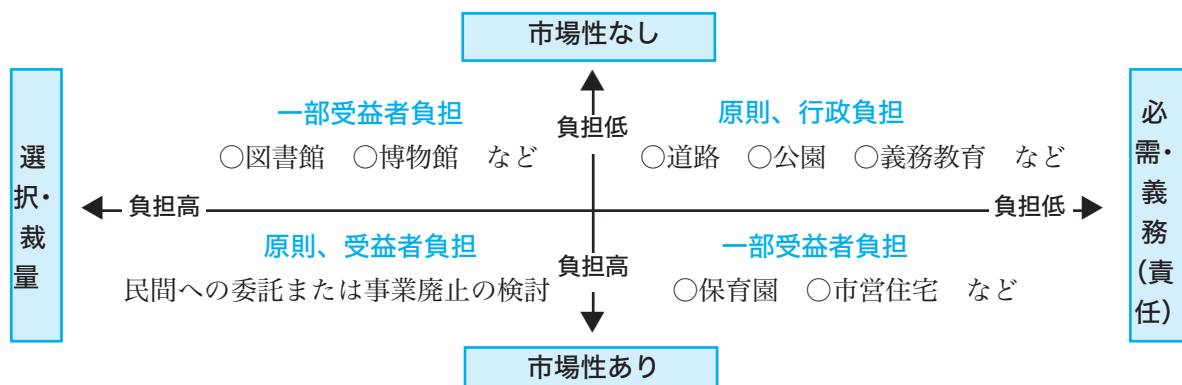 市場性なし
選択・裁量
必需・義務（責任）
一部受益者負担
負担低
原則、行政負担
○図書館　○博物館　など
○道路　○公園　○義務教育　など
負担高
負担低
原則、受益者負担
負担高
一部受益者負担
民間への委託または事業廃止の検討
○保育園　○市営住宅　など
市場性あり